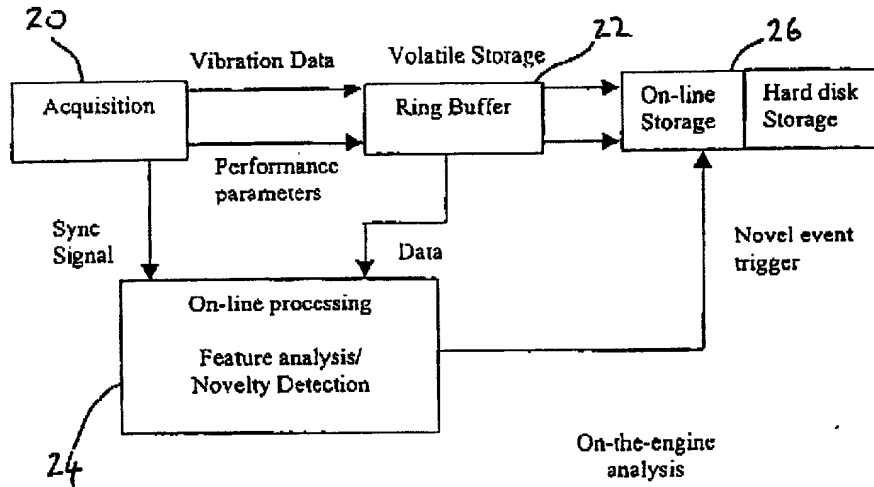 20
22
26
Vibration Data
Volatile Storage
Acquisition
Ring Buffer
On-line
Storage
Hard disk
Storage
Performance
parameters
Sync
Signal
Data
Novel event
trigger
On-line processing
Feature analysis/
Novelty Detection
24
On-the-engine
analysis